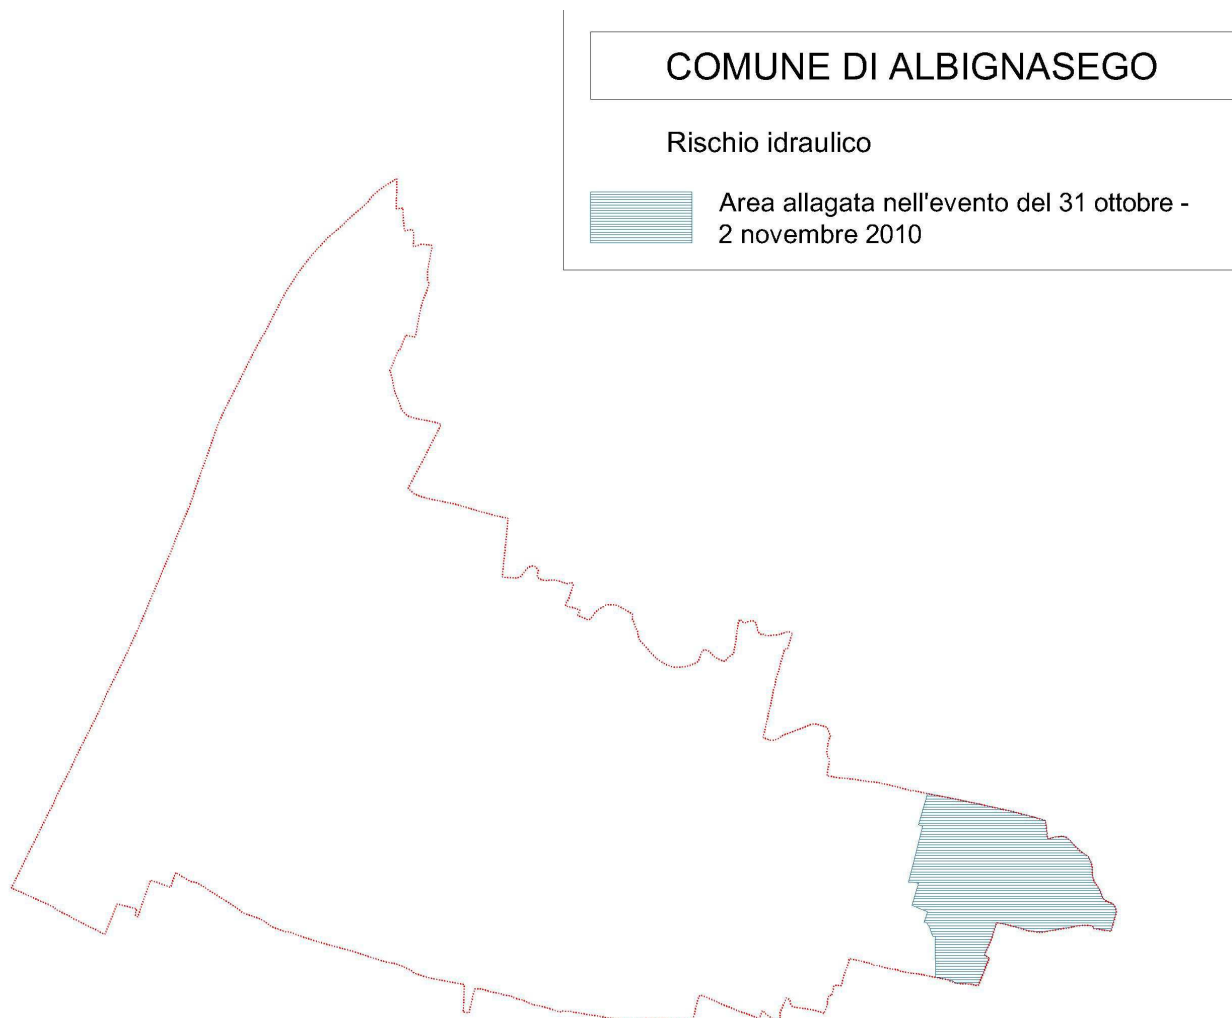 COMUNE DI ALBIGNASEGO
Rischio idraulico
Area allagata nell'evento del 31 ottobre -
2 novembre 2010